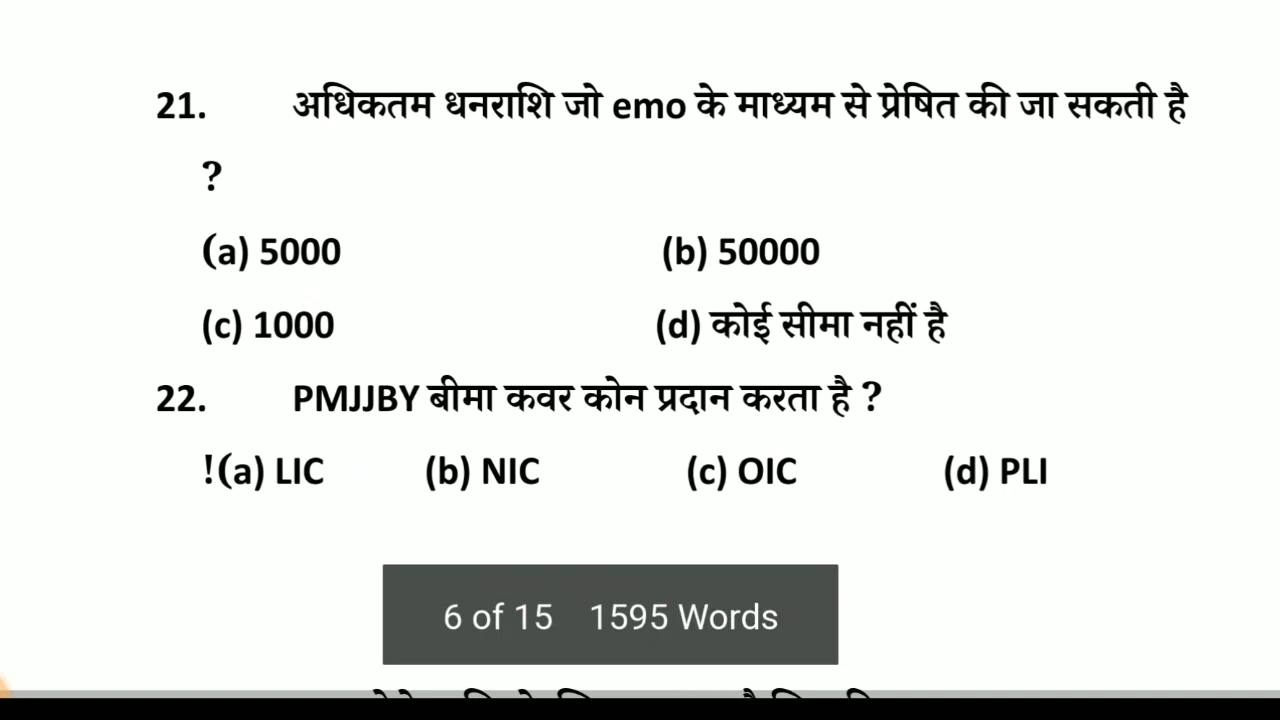 21. अधिकतम धनराशि जो emo के माध्यम से प्रेषित की जा सकती है
?
(a) 5000 (b) 50000
(c) 1000 (d) कोई सीमा नहीं है
22. PMJJBY बीमा कवर कोन प्रदान करता है ?
!(a) LIC (b) NIC (c) OIC (d) PLI
6 of 15 1595 Words